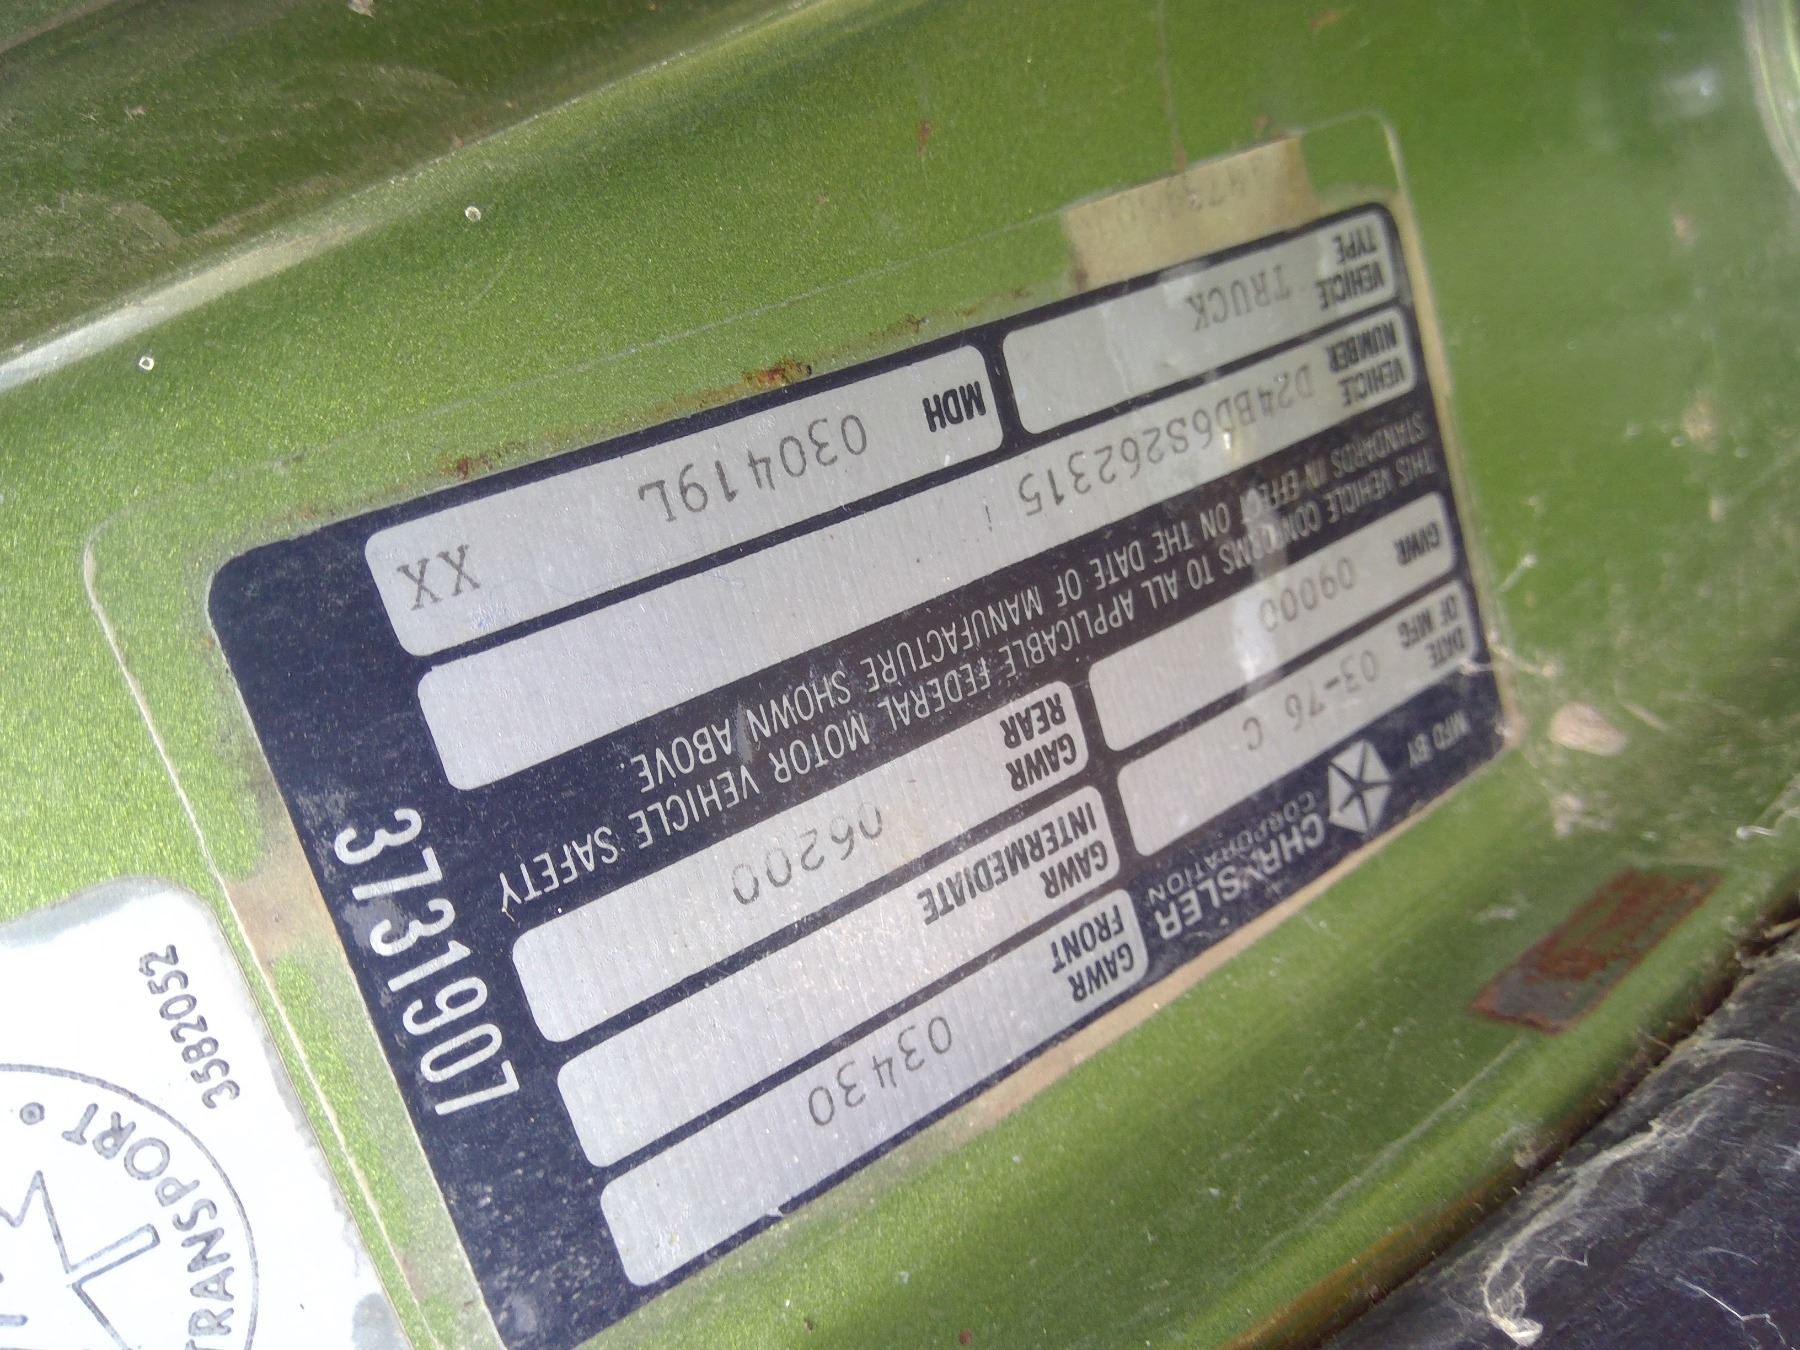 MFD BY CHRYSLER
CORPORATION
DATE OF MFG 03-76 C
GAWR FRONT 03430
GAWR INTERMEDIATE
GVWR 09000
GAWR REAR 06200
THIS VEHICLE CONFORMS TO ALL APPLICABLE FEDERAL MOTOR VEHICLE SAFETY
STANDARDS IN EFFECT ON THE DATE OF MANUFACTURE SHOWN ABOVE.
VEHICLE NUMBER D24BD6S262315
VEHICLE TYPE TRUCK
MDH 030419L XX
3731907
3582052
TRANSPORT